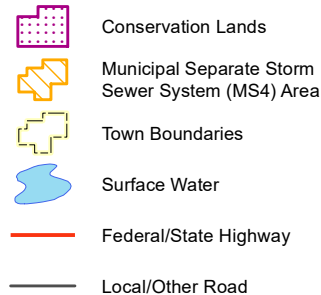 Conservation Lands
Municipal Separate Storm
Sewer System (MS4) Area
Town Boundaries
Surface Water
Federal/State Highway
Local/Other Road